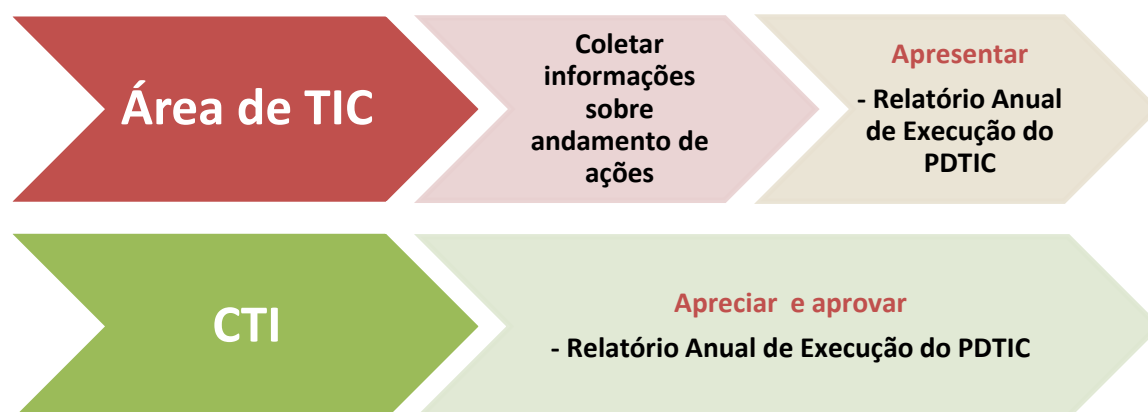 Área de TIC
Coletar
informações
sobre
andamento de
ações
Apresentar
- Relatório Anual
de Execução do
PDTIC
CTI
Apreciar e aprovar
- Relatório Anual de Execução do PDTIC